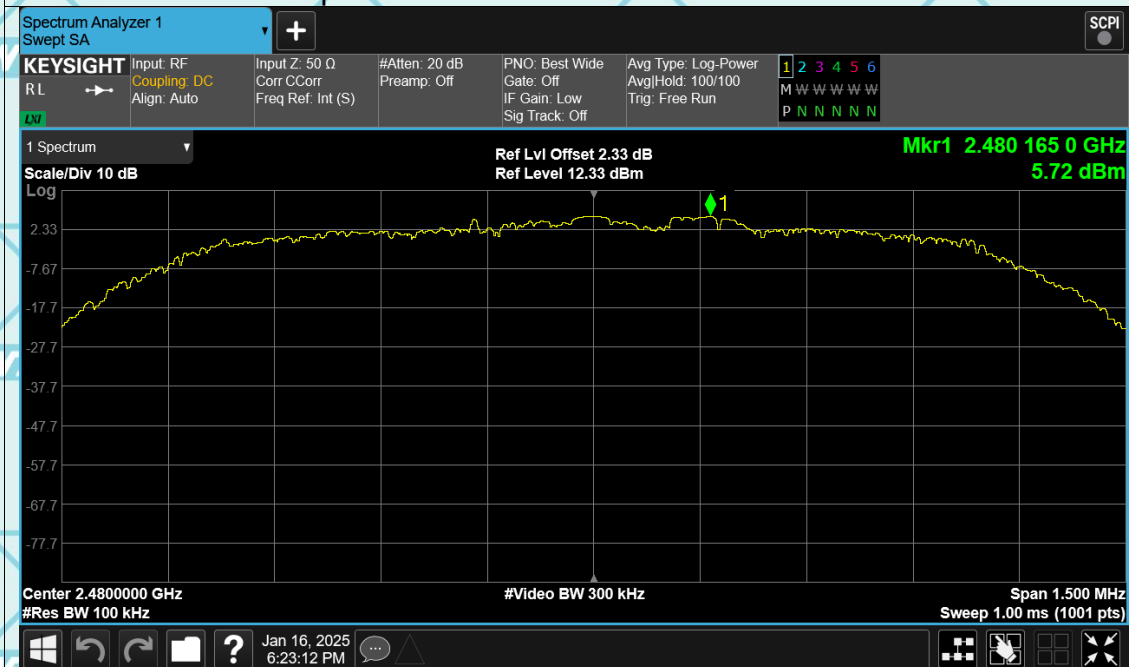 Spectrum Analyzer 1
Swept SA
+
SCPI
KEYSIGHT
RL
LXI
Input: RF
Coupling: DC
Align: Auto
Input Z: 50 Ω
Corr CCorr
Freq Ref: Int (S)
#Atten: 20 dB
Preamp: Off
PNO: Best Wide
Gate: Off
IF Gain: Low
Sig Track: Off
Avg Type: Log-Power
Avg|Hold: 100/100
Trig: Free Run
1 2 3 4 5 6
M W W W W W
P N N N N N
1 Spectrum
Scale/Div 10 dB
Log
Ref Lvl Offset 2.33 dB
Ref Level 12.33 dBm
Mkr1 2.480 165 0 GHz
5.72 dBm
1
2.33
-7.67
-17.7
-27.7
-37.7
-47.7
-57.7
-67.7
-77.7
Center 2.4800000 GHz
#Res BW 100 kHz
#Video BW 300 kHz
Span 1.500 MHz
Sweep 1.00 ms (1001 pts)
?
Jan 16, 2025
6:23:12 PM